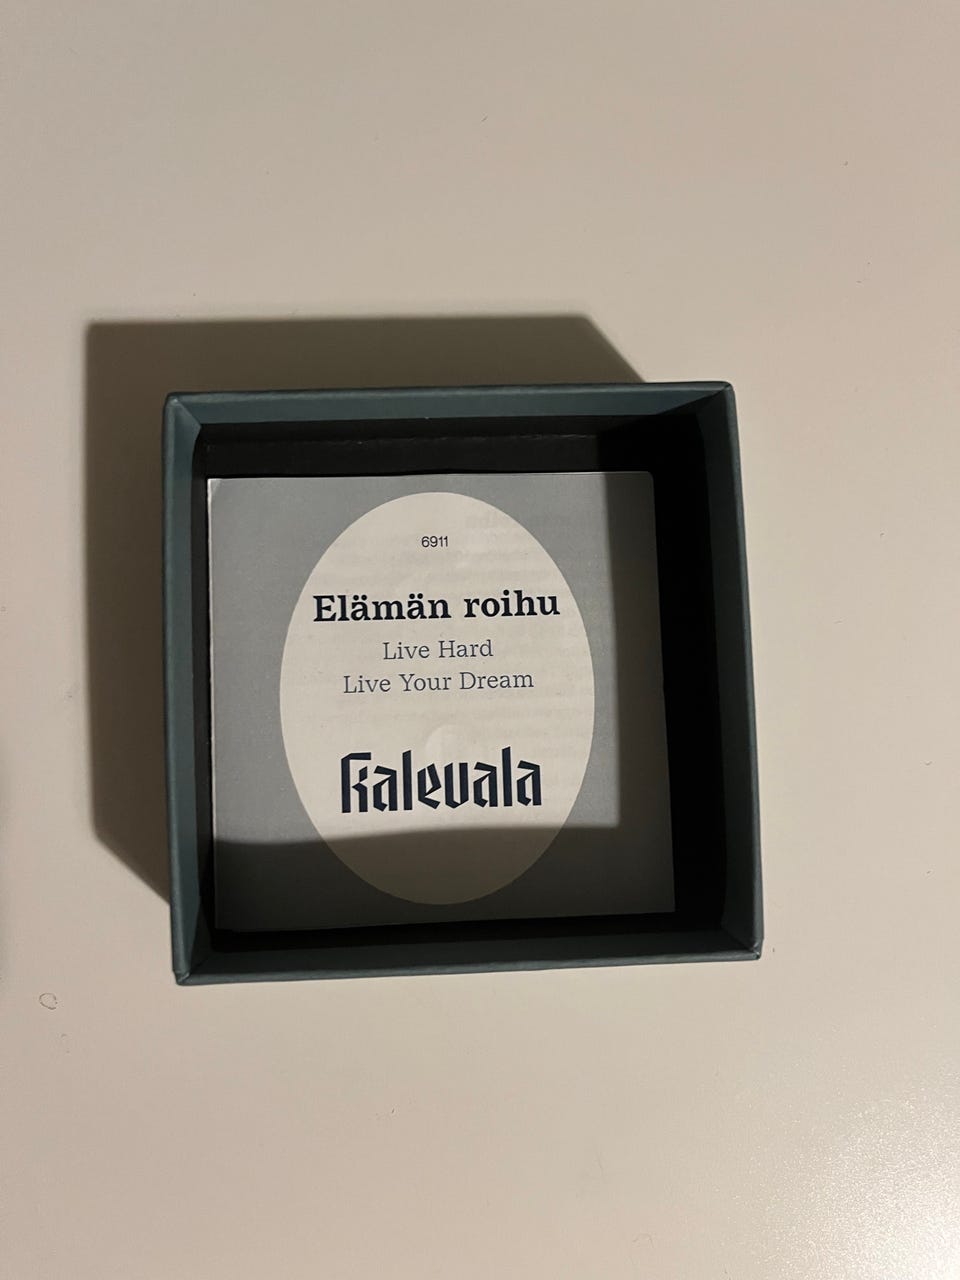 6911
Elämän roihu
Live Hard
Live Your Dream
Kalevala